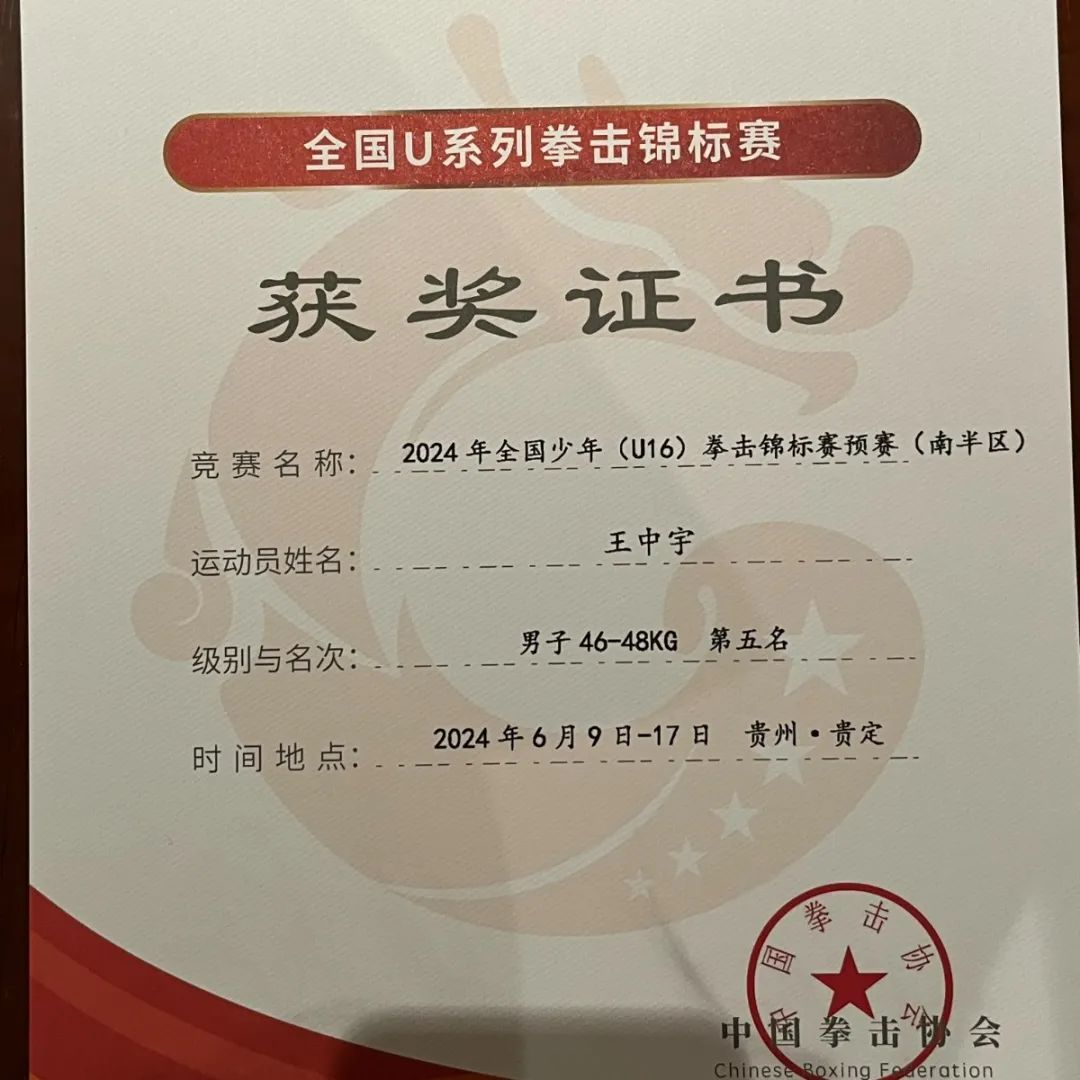 全国U系列拳击锦标赛
获奖证书
竞赛名称：2024年全国少年（U16）拳击锦标赛预赛（南半区）
运动员姓名：王中宇
级别与名次：男子46-48KG 第五名
时间地点：2024年6月9日-17日 贵州·贵定
中国拳击协会
中国拳击协会
Chinese Boxing Federation